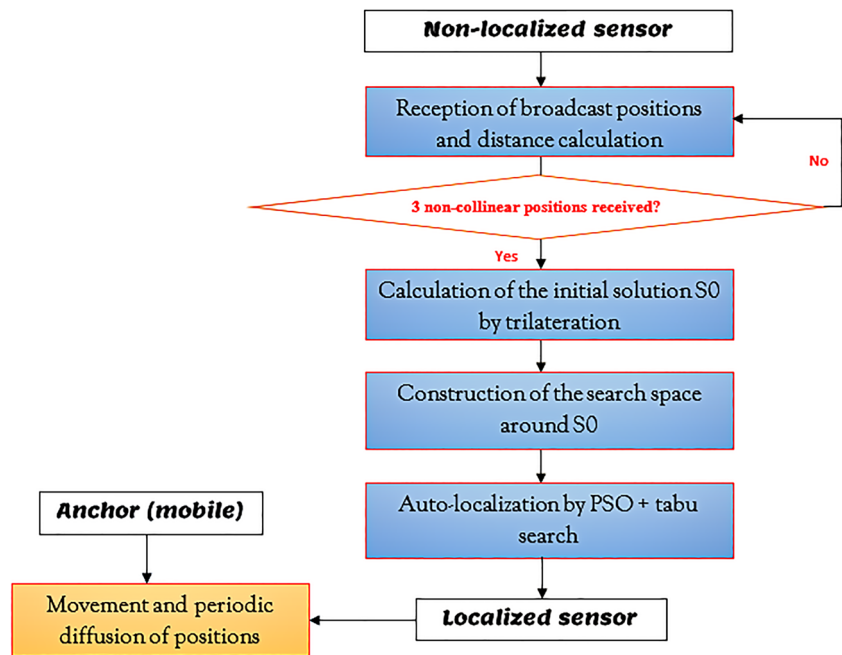 Non-localized sensor
Reception of broadcast positions
and distance calculation
No
3 non-collinear positions received?
Yes
Calculation of the initial solution S0
by trilateration
Construction of the search space
around S0
Auto-localization by PSO + tabu
search
Anchor (mobile)
Movement and periodic
diffusion of positions
Localized sensor